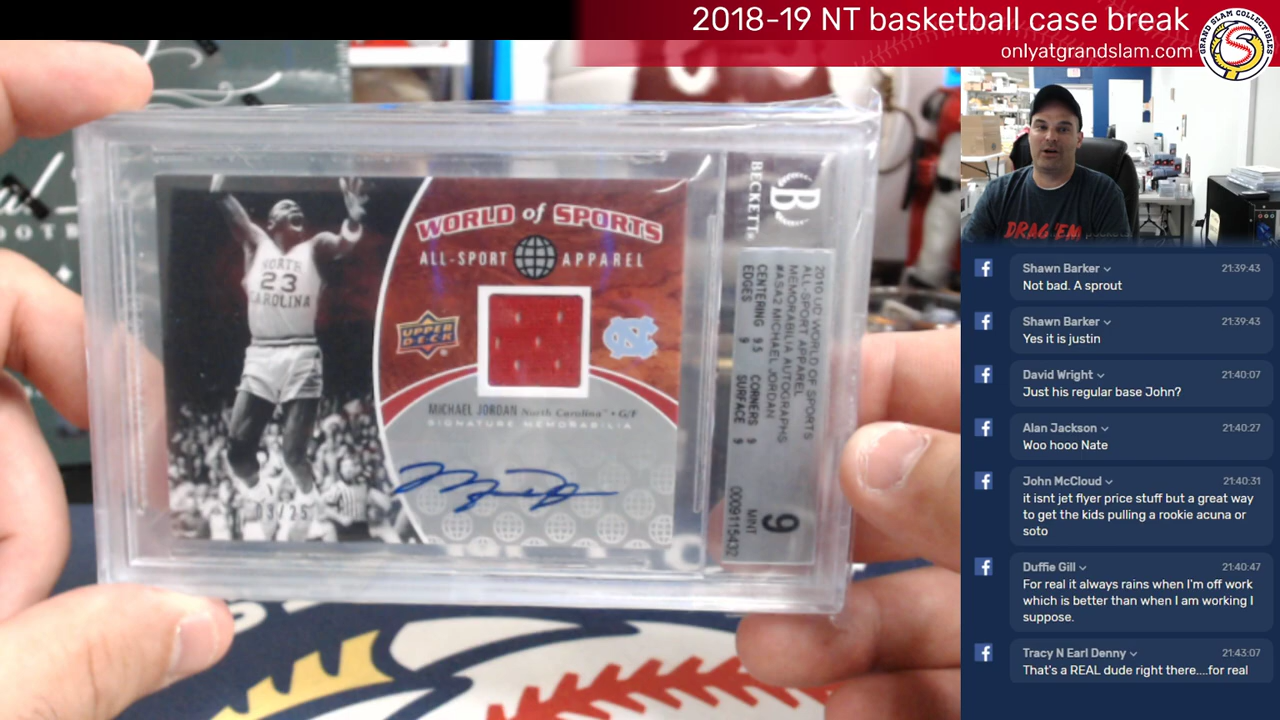 2018-19 NT basketball case break
onlyatgrandslam.com
GRAND SLAM COLLECTIBLES
WORLD of SPORTS
ALL-SPORT APPAREL
NORTH
23
CAROLINA
UPPER
DECK
MICHAEL JORDAN North Carolina™ • G/F
SIGNATURE MEMORABILIA
09/25
BECKETT
2010 UD WORLD OF SPORTS
ALL-SPORT APPAREL
MEMORABILIA AUTOGRAPHS
#ASA2 MICHAEL JORDAN
CENTERING 9.5 CORNERS 9
EDGES 9 SURFACE 9
9
MINT
0009115432
DRAG 'EM
Shawn Barker 21:39:43
Not bad. A sprout
Shawn Barker 21:39:43
Yes it is justin
David Wright 21:40:07
Just his regular base John?
Alan Jackson 21:40:27
Woo hooo Nate
John McCloud 21:40:31
it isnt jet flyer price stuff but a great way
to get the kids pulling a rookie acuna or
soto
Duffie Gill 21:40:47
For real it always rains when I'm off work
which is better than when I am working I
suppose.
Tracy N Earl Denny 21:43:07
That's a REAL dude right there....for real